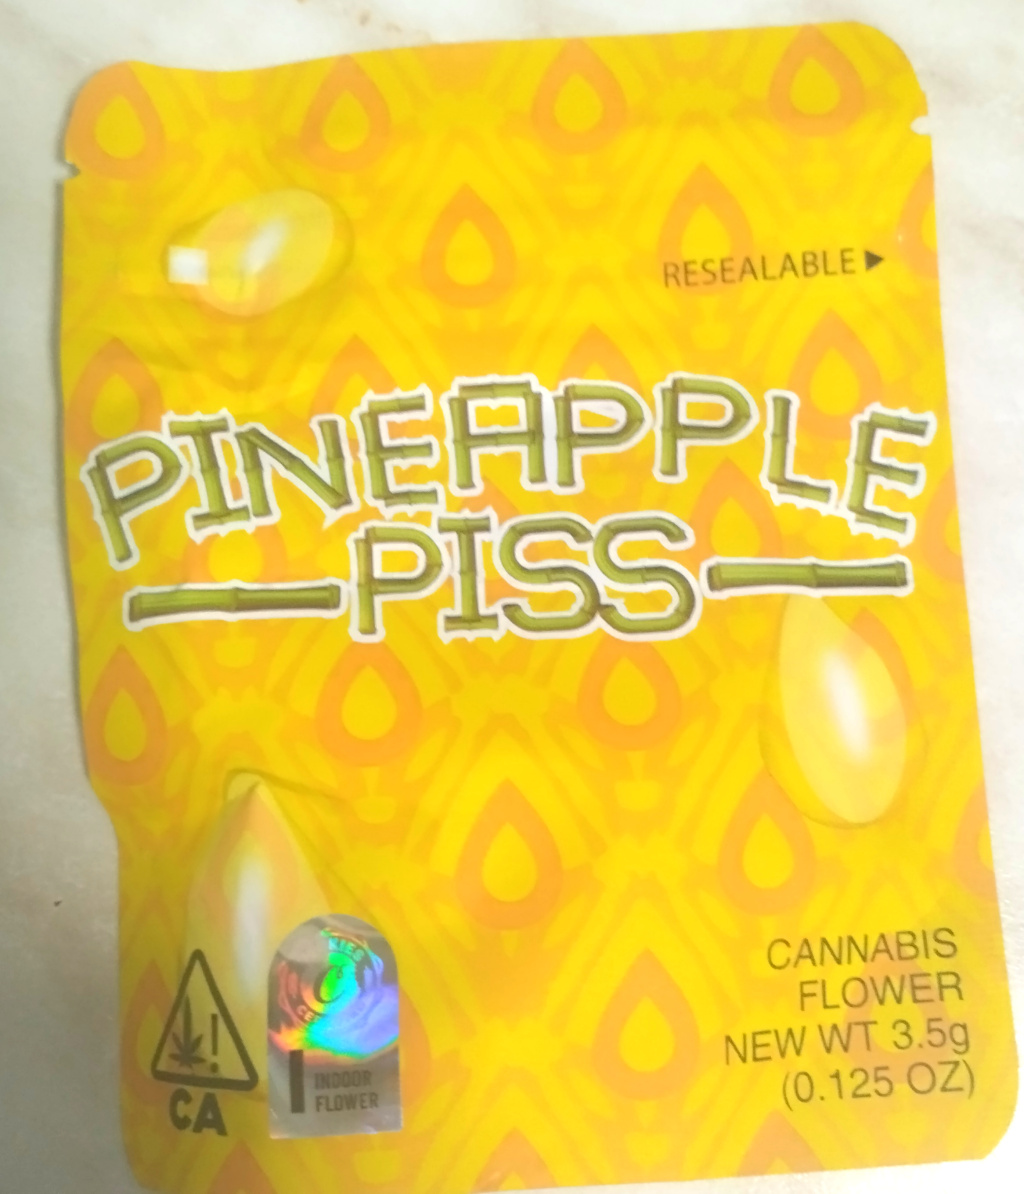 RESEALABLE
PINEAPPLE
PISS
CANNABIS
FLOWER
NEW WT 3.5g
(0.125 OZ)
CA
INDOOR
FLOWER